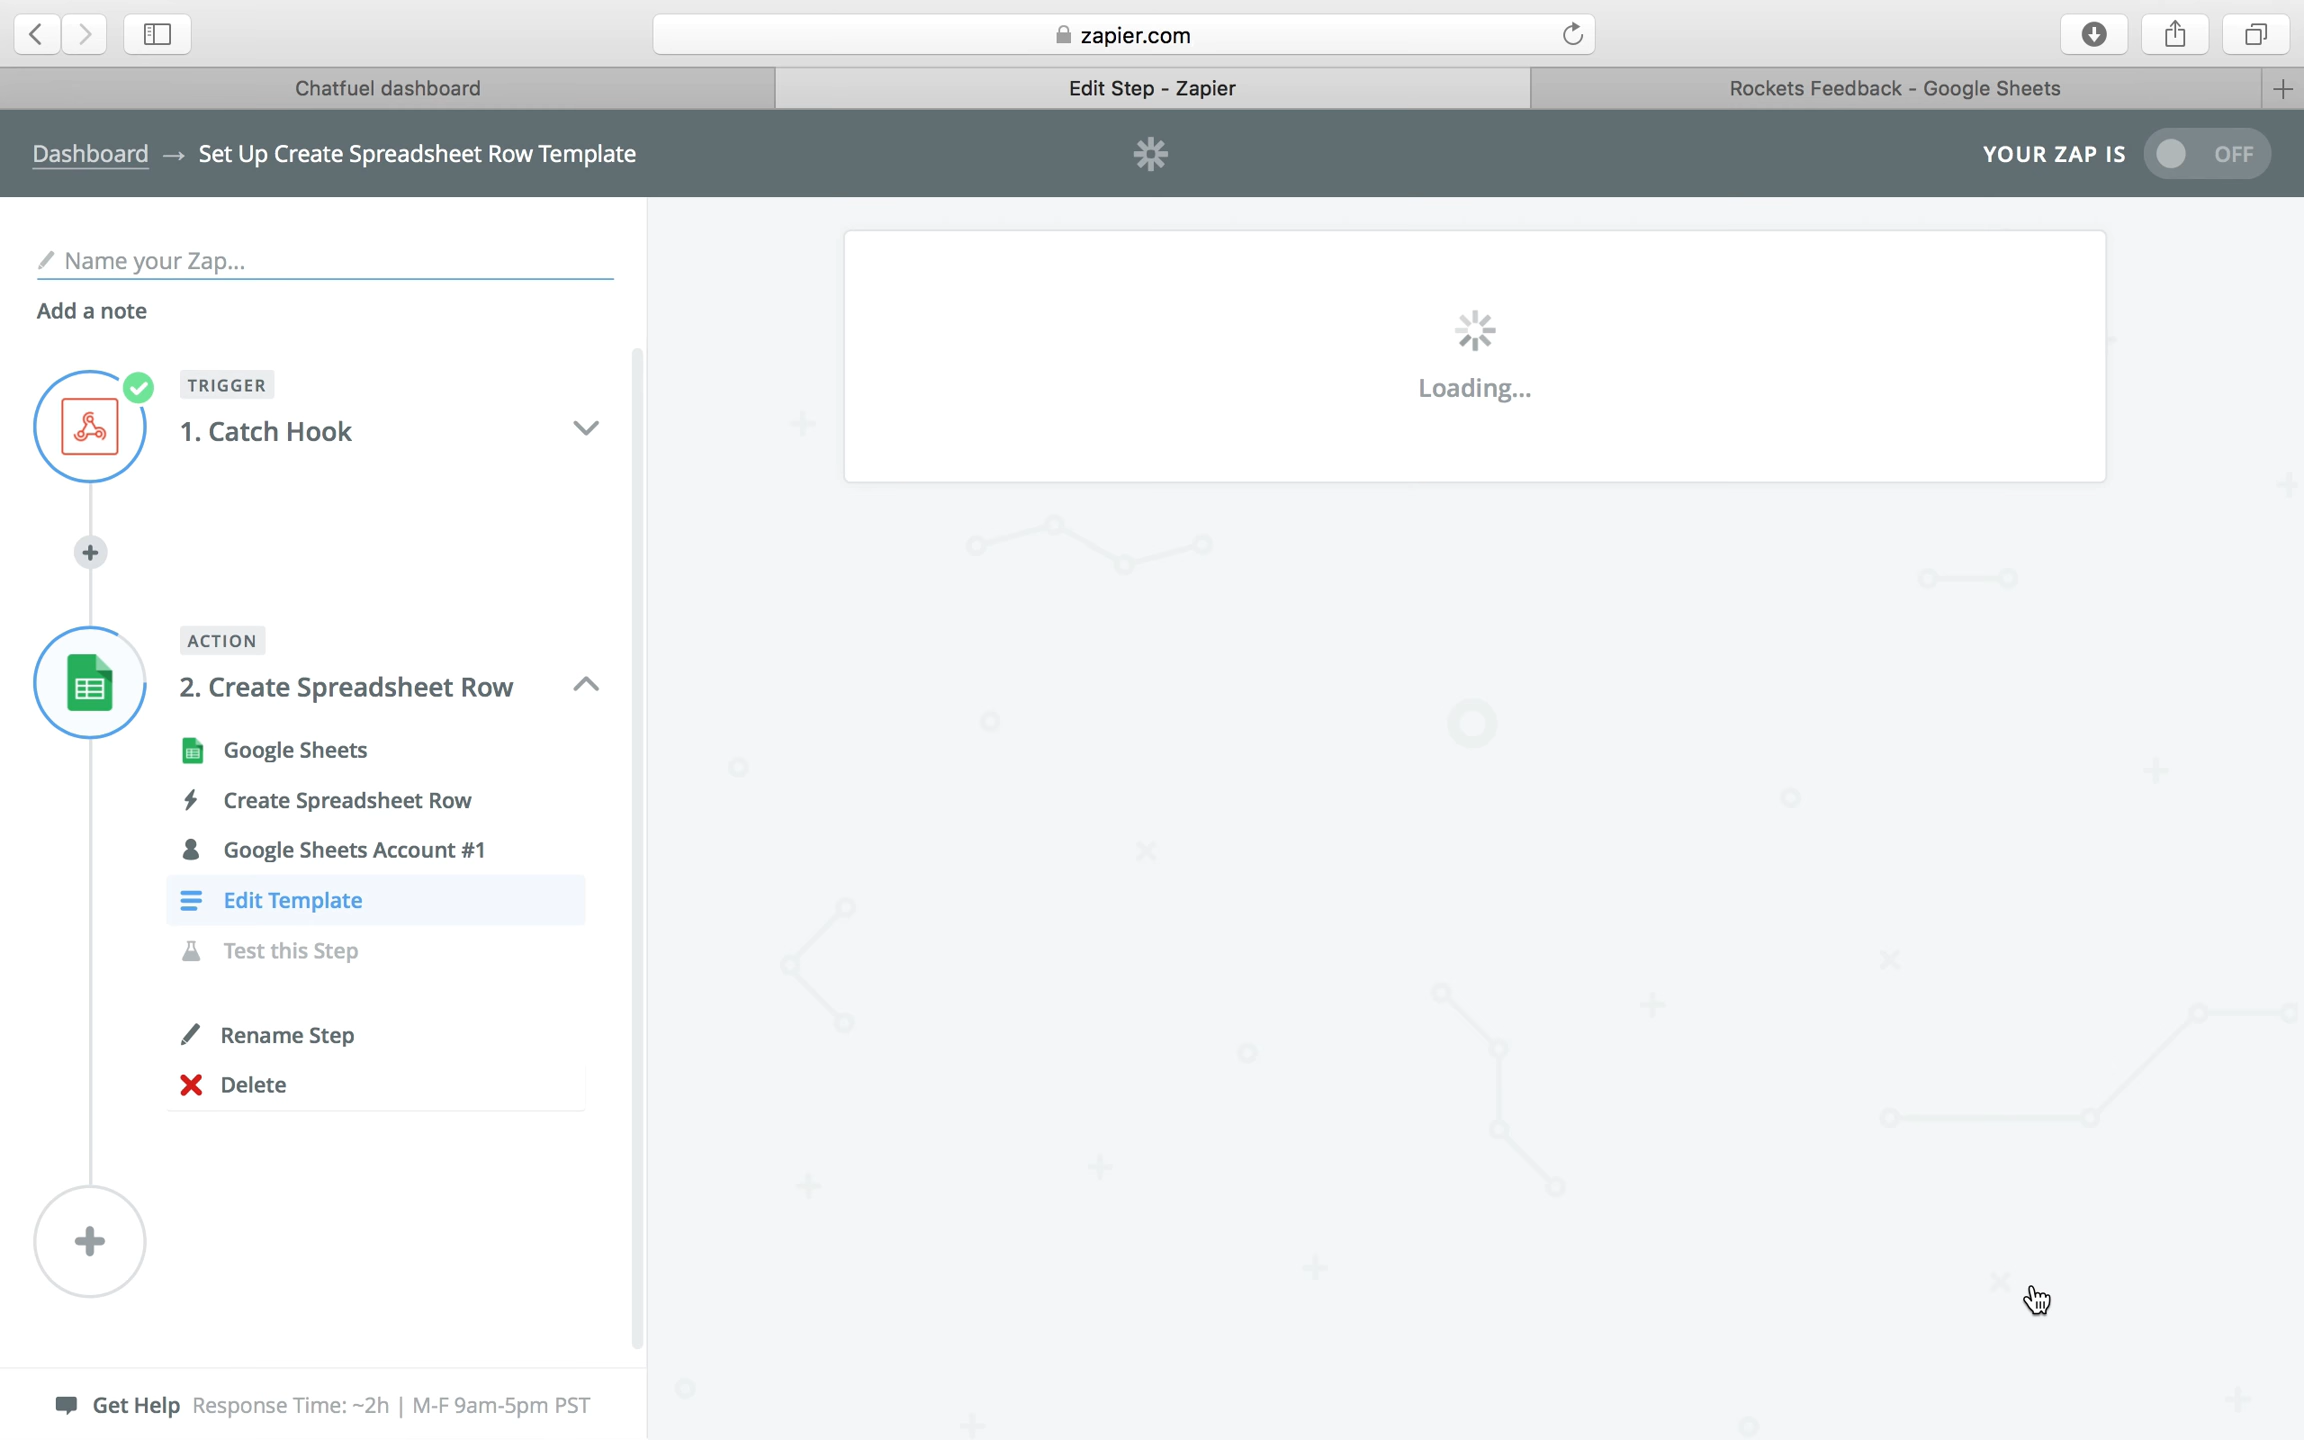 zapier.com
Chatfuel dashboard
Edit Step - Zapier
Rockets Feedback - Google Sheets
Dashboard → Set Up Create Spreadsheet Row Template
YOUR ZAP IS OFF
Name your Zap...
Add a note
TRIGGER
1. Catch Hook
Loading...
ACTION
2. Create Spreadsheet Row
Google Sheets
Create Spreadsheet Row
Google Sheets Account #1
Edit Template
Test this Step
Rename Step
Delete
Get Help Response Time: ~2h | M-F 9am-5pm PST